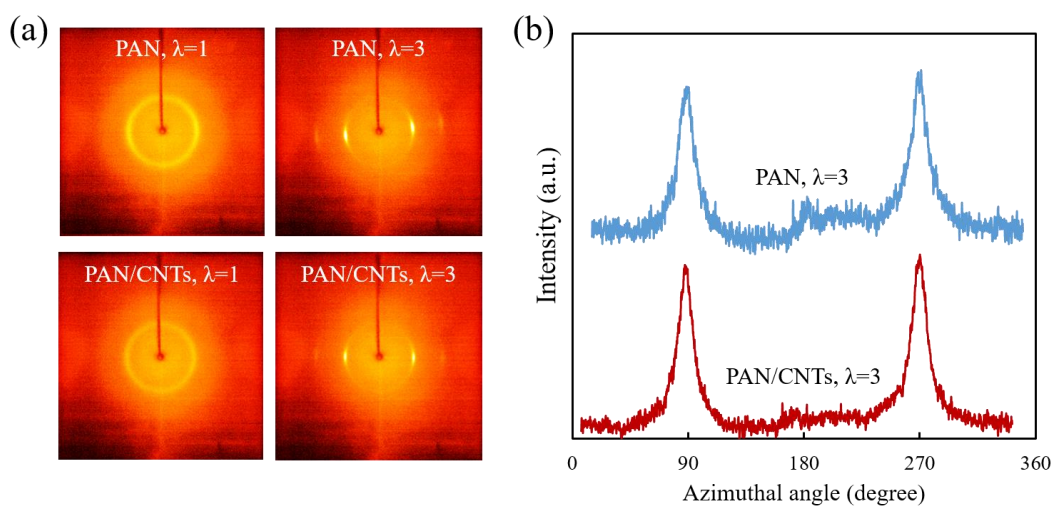 (a)
PAN, λ=1
PAN, λ=3
PAN/CNTs, λ=1
PAN/CNTs, λ=3
(b)
Intensity (a.u.)
PAN, λ=3
PAN/CNTs, λ=3
0 90 180 270 360
Azimuthal angle (degree)